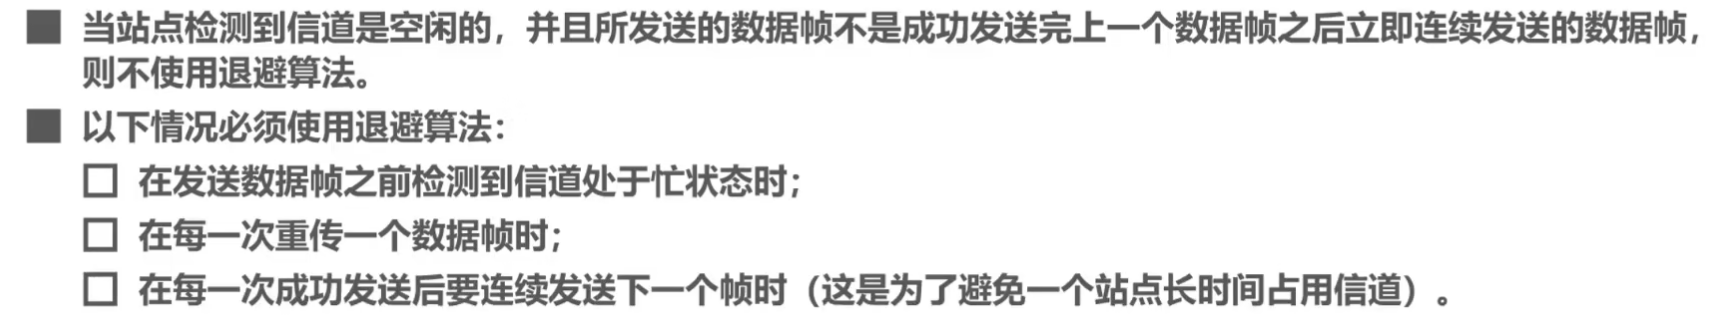 ■ 当站点检测到信道是空闲的，并且所发送的数据帧不是成功发送完上一个数据帧之后立即连续发送的数据帧，
则不使用退避算法。
■ 以下情况必须使用退避算法：
□ 在发送数据帧之前检测到信道处于忙状态时；
□ 在每一次重传一个数据帧时；
□ 在每一次成功发送后要连续发送下一个帧时（这是为了避免一个站点长时间占用信道）。